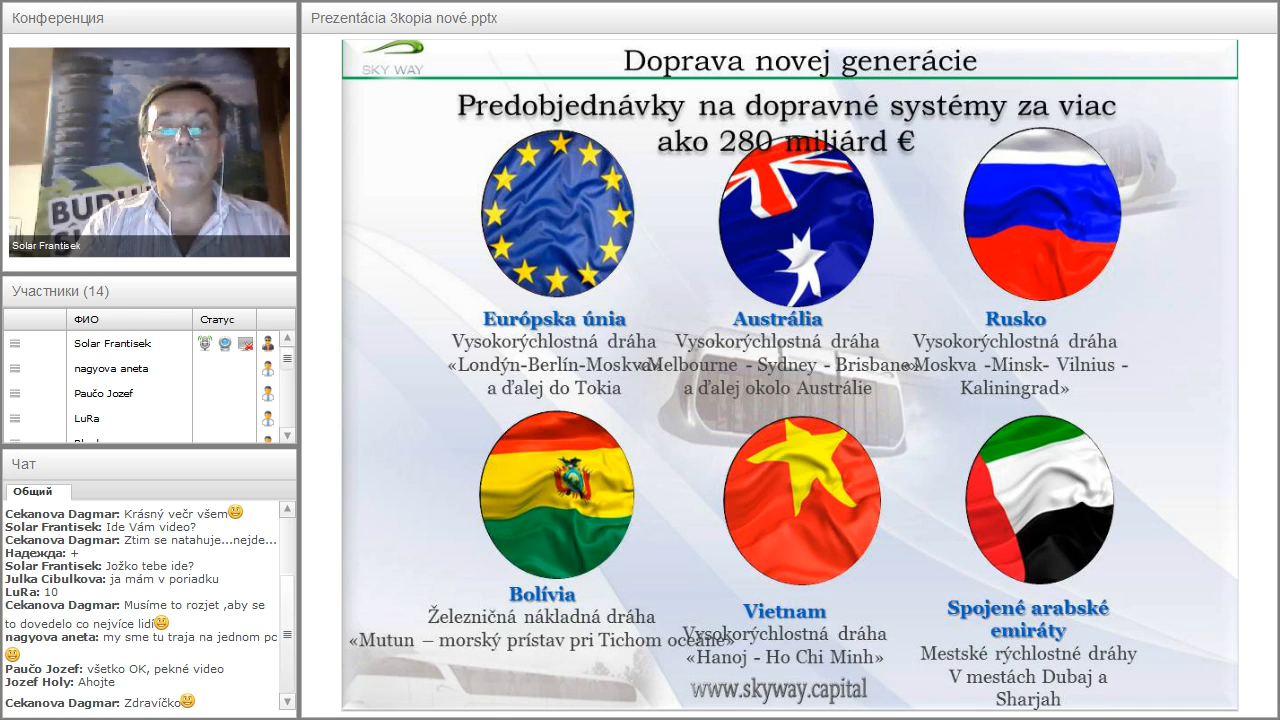 Конференция
BUDU
Solar Frantisek
Участники (14)
ФИО
Статус
Solar Frantisek
nagyova aneta
Paučo Jozef
LuRa
Чат
Общий
Cekanova Dagmar: Krásný večr všem
Solar Frantisek: Ide Vám video?
Cekanova Dagmar: Ztim se natahuje...nejde...
Надежда: +
Solar Frantisek: Jožko tebe ide?
Julka Cibulkova: ja mám v poriadku
LuRa: 10
Cekanova Dagmar: Musíme to rozjet ,aby se
to dovedelo co nejvíce lidí
nagyova aneta: my sme tu traja na jednom pc
Paučo Jozef: všetko OK, pekné video
Jozef Holy: Ahojte
Cekanova Dagmar: Zdravíčko
Prezentácia 3kopia nové.pptx
SKY WAY
Doprava novej generácie
Predobjednávky na dopravné systémy za viac
ako 280 miliárd €
Európska únia
Vysokorýchlostná dráha
«Londýn-Berlín-Moskva»
a ďalej do Tokia
Austrália
Vysokorýchlostná dráha
«Melbourne - Sydney - Brisbane»
a ďalej okolo Austrálie
Rusko
Vysokorýchlostná dráha
«Moskva -Minsk- Vilnius -
Kaliningrad»
Bolívia
Železničná nákladná dráha
«Mutun – morský prístav pri Tichom oceáne»
Vietnam
Vysokorýchlostná dráha
«Hanoj - Ho Chi Minh»
Spojené arabské
emiráty
Mestské rýchlostné dráhy
V mestách Dubaj a
Sharjah
www.skyway.capital